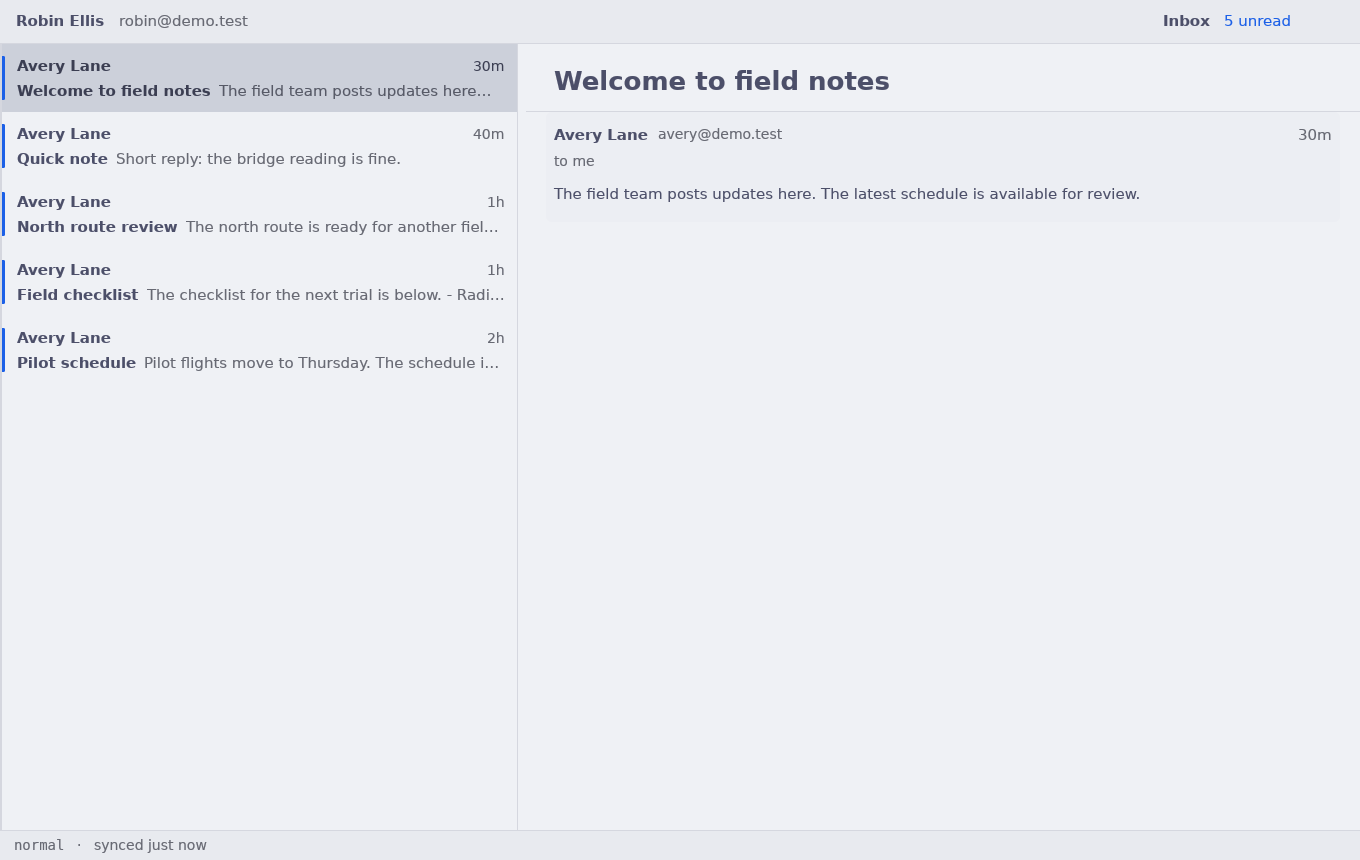 Robin Ellis robin@demo.test Inbox 5 unread
Avery Lane 30m
Welcome to field notes The field team posts updates here…
Avery Lane 40m
Quick note Short reply: the bridge reading is fine.
Avery Lane 1h
North route review The north route is ready for another fiel…
Avery Lane 1h
Field checklist The checklist for the next trial is below. - Radi…
Avery Lane 2h
Pilot schedule Pilot flights move to Thursday. The schedule i…
Welcome to field notes
Avery Lane avery@demo.test 30m
to me
The field team posts updates here. The latest schedule is available for review.
normal · synced just now